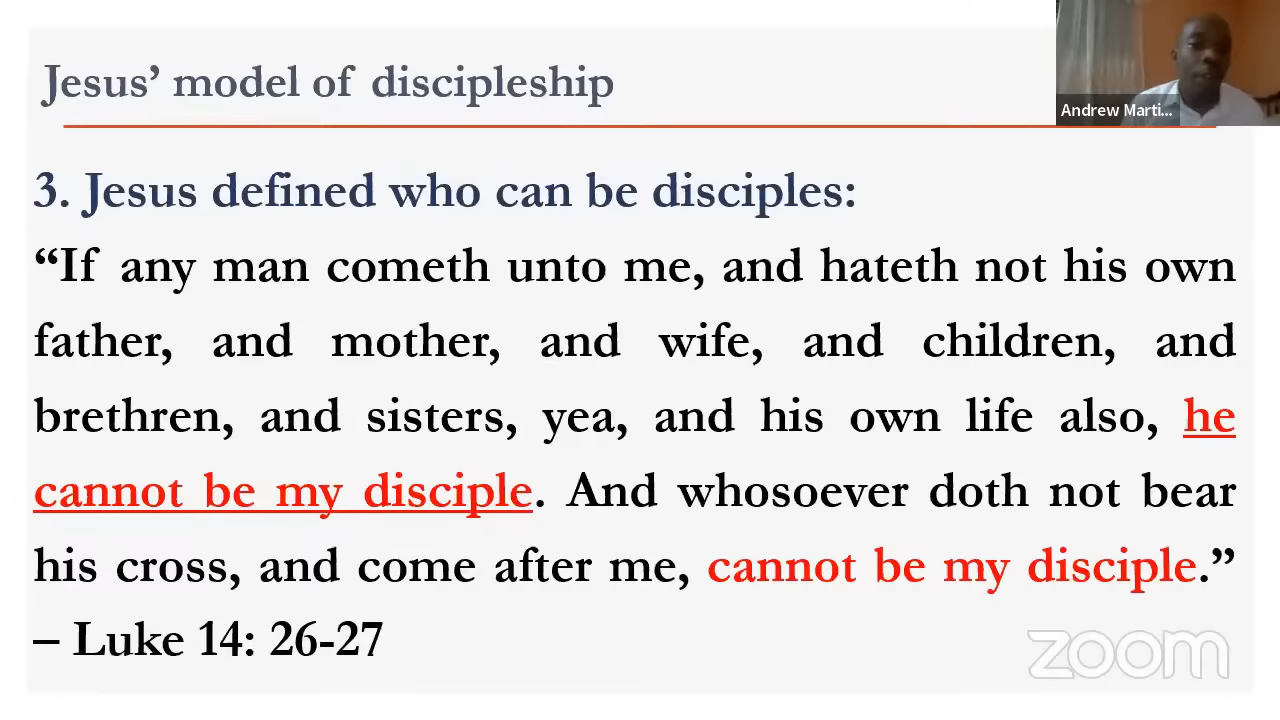 Jesus’ model of discipleship
Andrew Marti...
3. Jesus defined who can be disciples:
“If any man cometh unto me, and hateth not his own
father, and mother, and wife, and children, and
brethren, and sisters, yea, and his own life also, he
cannot be my disciple. And whosoever doth not bear
his cross, and come after me, cannot be my disciple.”
– Luke 14: 26-27
zoom